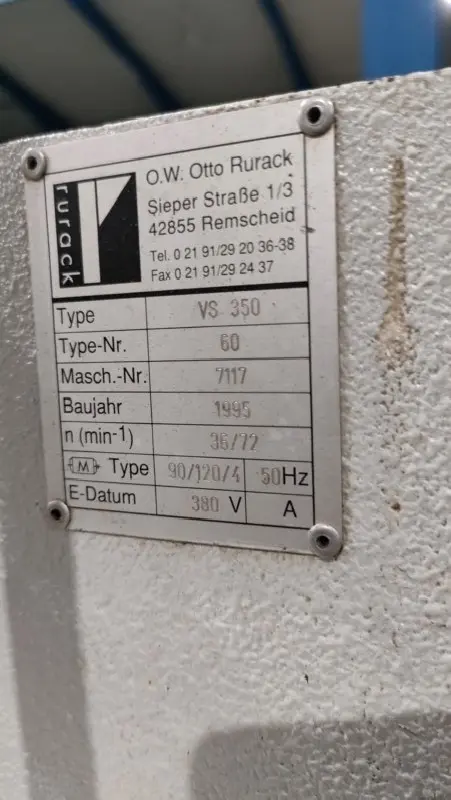 rurack
O.W. Otto Rurack
Sieper Straße 1/3
42855 Remscheid
Tel. 0 21 91/29 20 36-38
Fax 0 21 91/29 24 37
Type VS 350
Type-Nr. 60
Masch.-Nr. 7117
Baujahr 1995
n (min-1) 36/72
M Type 90/120/4 50Hz
E-Datum 380 V A